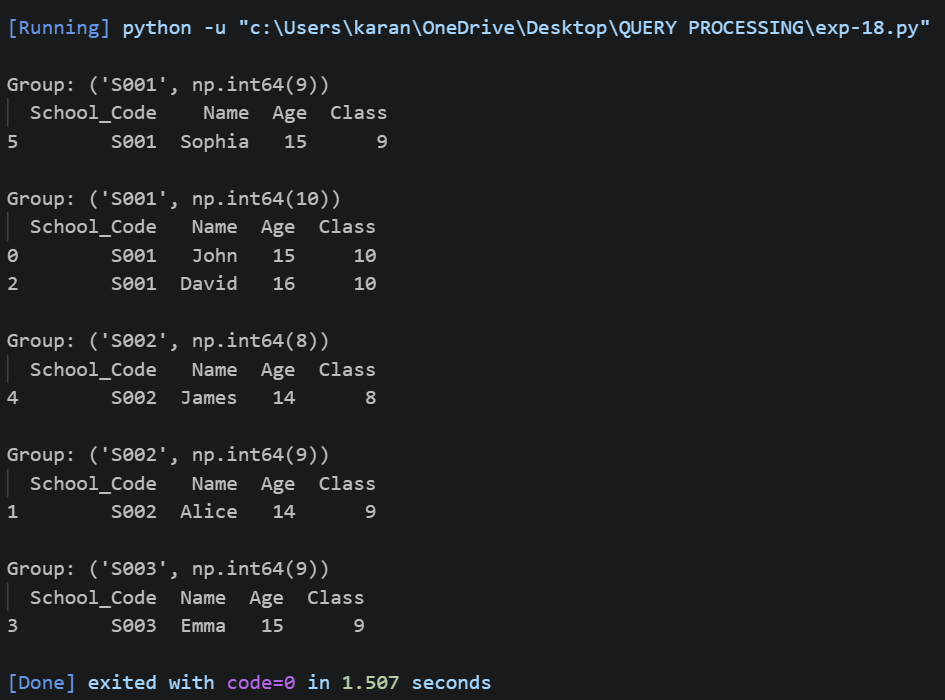 [Running] python -u "c:\Users\karan\OneDrive\Desktop\QUERY PROCESSING\exp-18.py"
Group: ('S001', np.int64(9))
School_Code Name Age Class
5 S001 Sophia 15 9
Group: ('S001', np.int64(10))
School_Code Name Age Class
0 S001 John 15 10
2 S001 David 16 10
Group: ('S002', np.int64(8))
School_Code Name Age Class
4 S002 James 14 8
Group: ('S002', np.int64(9))
School_Code Name Age Class
1 S002 Alice 14 9
Group: ('S003', np.int64(9))
School_Code Name Age Class
3 S003 Emma 15 9
[Done] exited with code=0 in 1.507 seconds